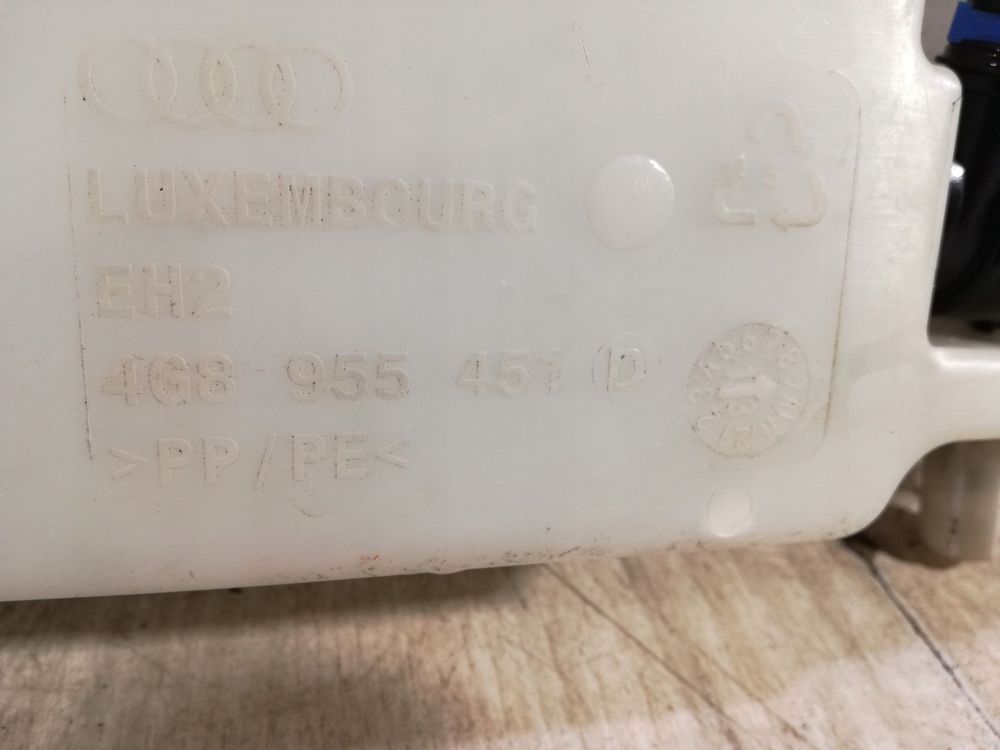 LUXEMBOURG
EH2
4G8 955 451 D
>PP/PE<